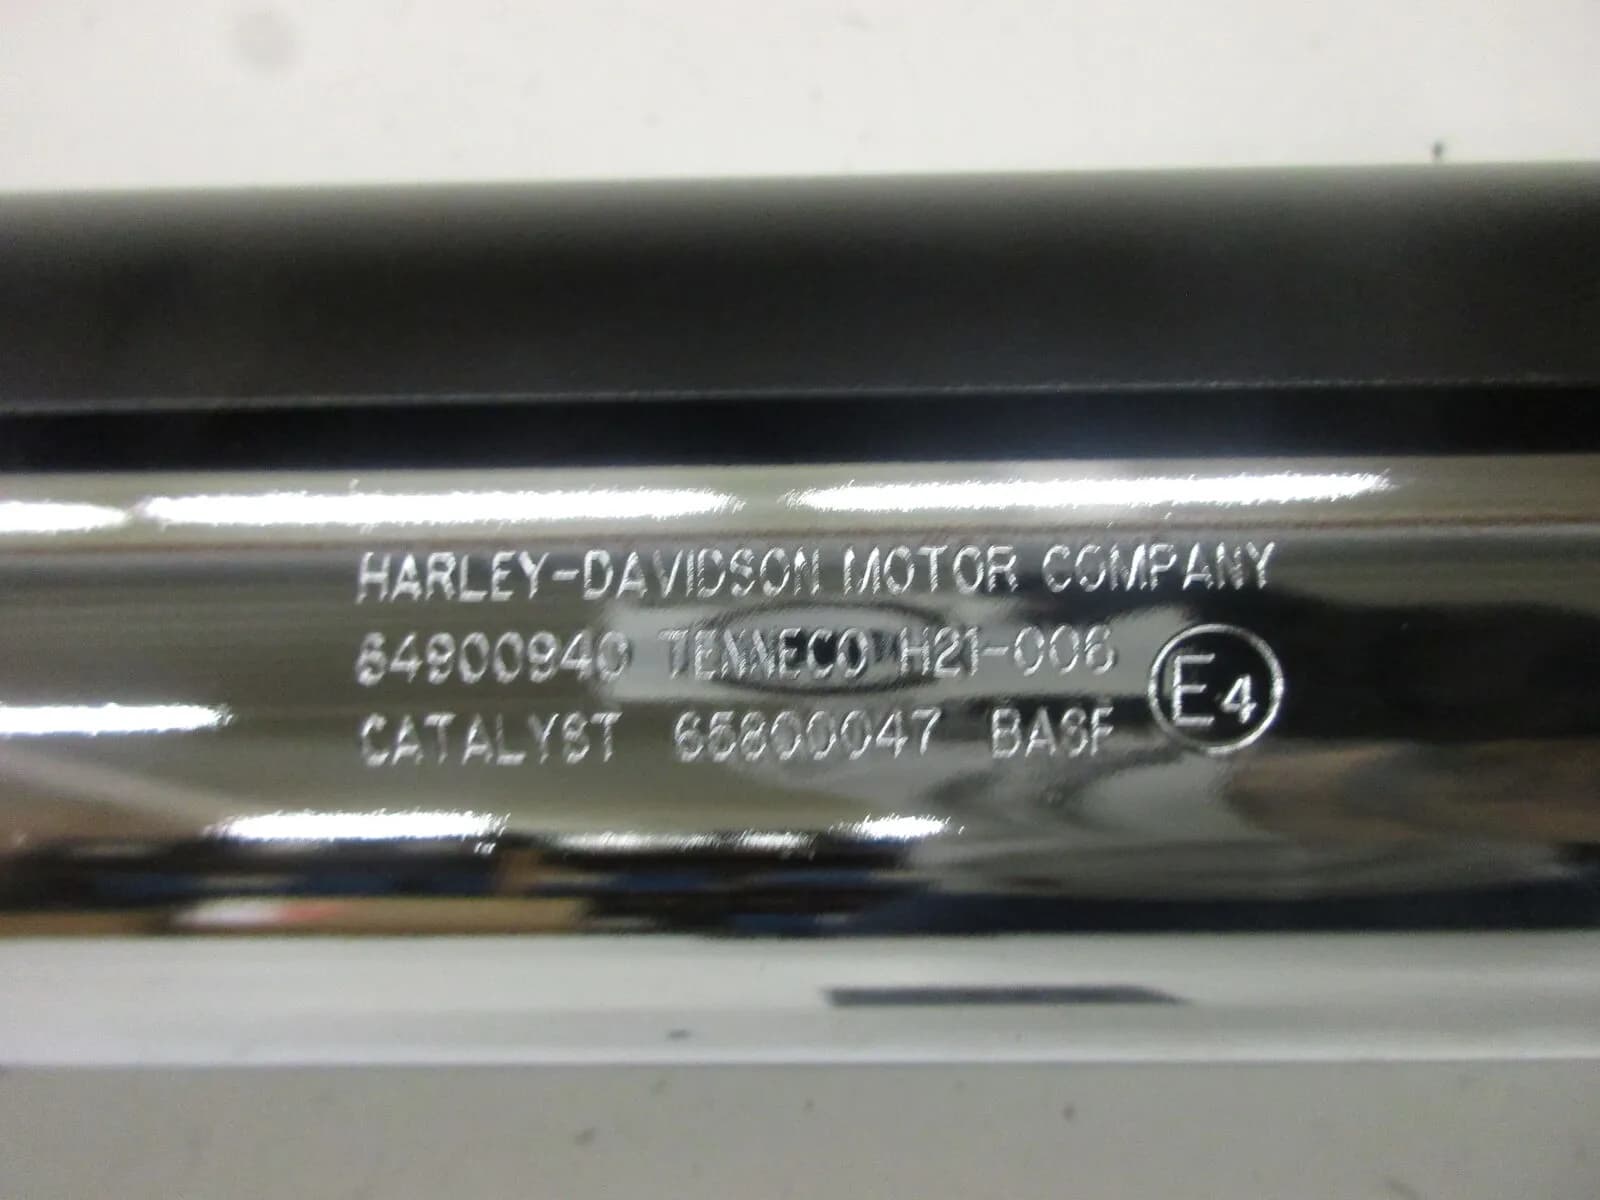 HARLEY-DAVIDSON MOTOR COMPANY
64900940 TENNECO H21-006
CATALYST 65800047 BASF
E4